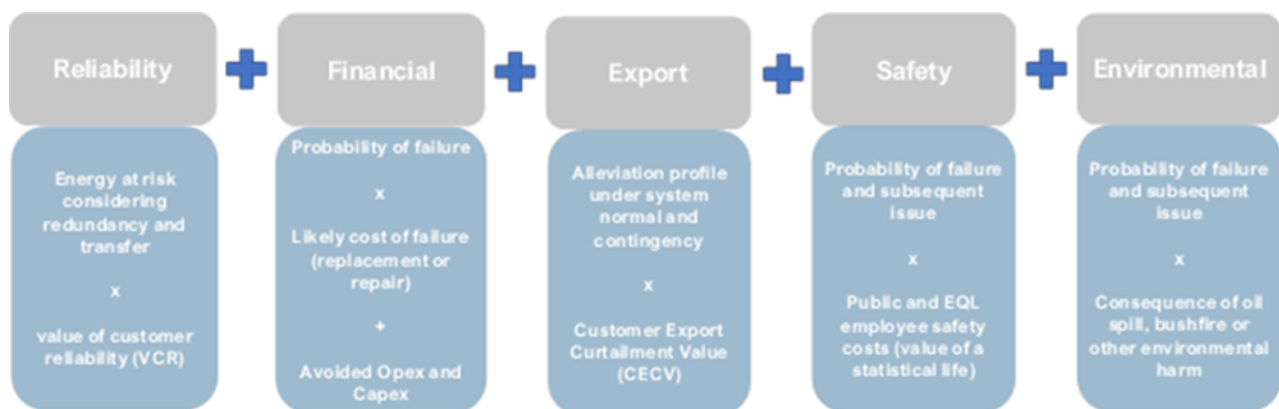 Reliability
Energy at risk
considering
redundancy and
transfer
x
value of customer
reliability (VCR)
Financial
Probability of failure
x
Likely cost of failure
(replacement or
repair)
+
Avoided Opex and
Capex
Export
Alleviation profile
under system
normal and
contingency
x
Customer Export
Curtailment Value
(CECV)
Safety
Probability of failure
and subsequent
issue
x
Public and EQL
employee safety
costs (value of a
statistical life)
Environmental
Probability of failure
and subsequent
issue
x
Consequence of oil
spill, bushfire or
other environmental
harm